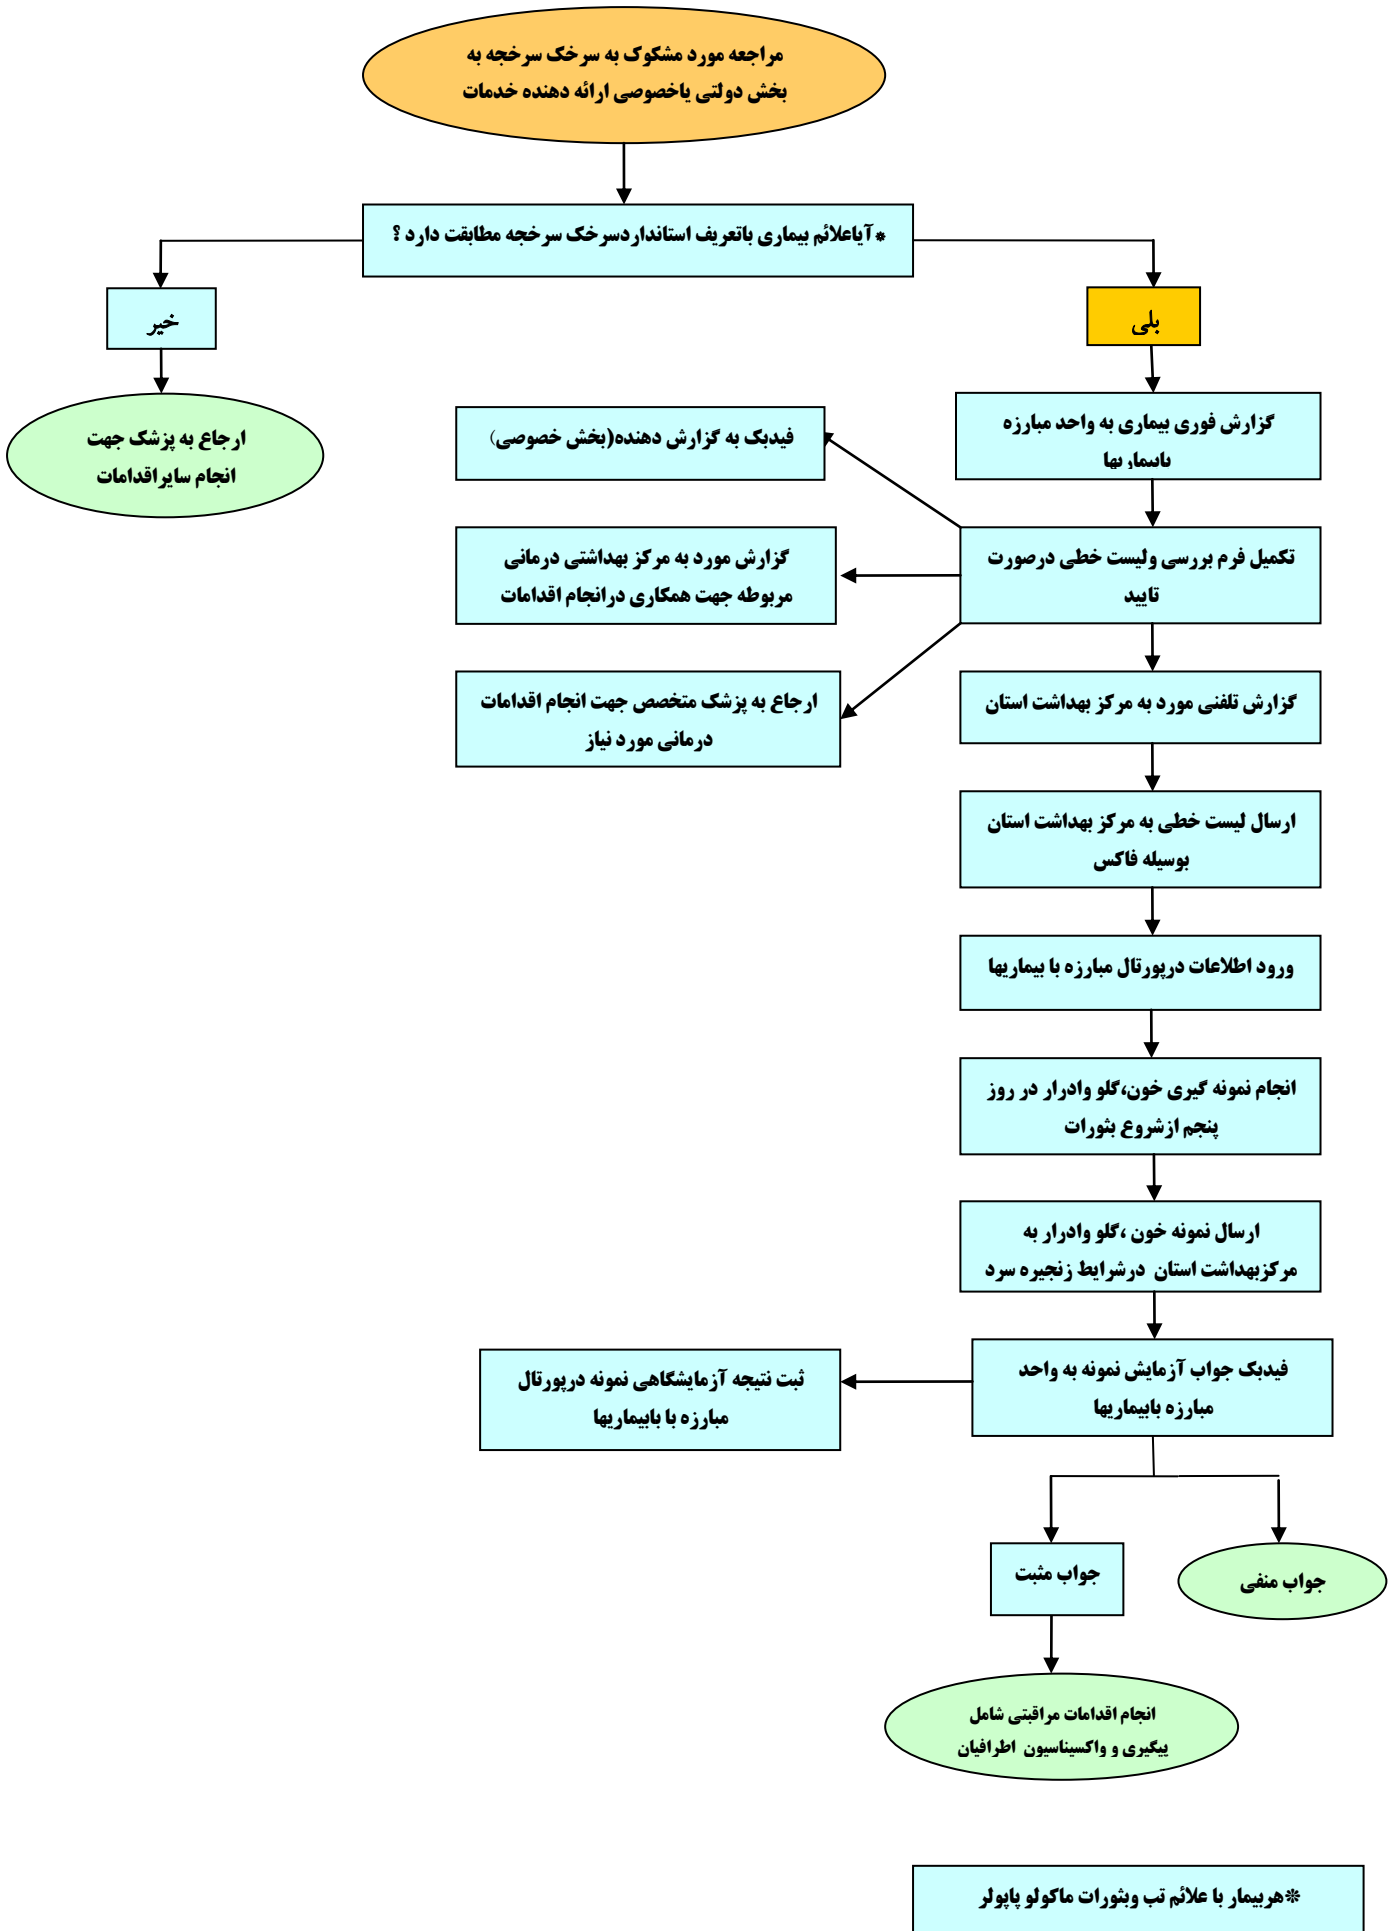 مراجعه مورد مشکوک به سرخک سرخجه به
بخش دولتی یاخصوصی ارائه دهنده خدمات
*آیاعلائم بیماری باتعریف استانداردسرخک سرخجه مطابقت دارد ؟
بلی
خیر
ارجاع به پزشک جهت
انجام سایراقدامات
گزارش فوری بیماری به واحد مبارزه
بابیماریها
فیدبک به گزارش دهنده(بخش خصوصی)
تکمیل فرم بررسی ولیست خطی درصورت
تایید
گزارش مورد به مرکز بهداشتی درمانی
مربوطه جهت همکاری درانجام اقدامات
ارجاع به پزشک متخصص جهت انجام اقدامات
درمانی مورد نیاز
گزارش تلفنی مورد به مرکز بهداشت استان
ارسال لیست خطی به مرکز بهداشت استان
بوسیله فاکس
ورود اطلاعات درپورتال مبارزه با بیماریها
انجام نمونه گیری خون،گلو وادرار در روز
پنجم ازشروع بثورات
ارسال نمونه خون ،گلو وادرار به
مرکزبهداشت استان درشرایط زنجیره سرد
فیدبک جواب آزمایش نمونه به واحد
مبارزه بابیماریها
ثبت نتیجه آزمایشگاهی نمونه درپورتال
مبارزه با بابیماریها
جواب منفی
جواب مثبت
انجام اقدامات مراقبتی شامل
پیگیری و واکسیناسیون اطرافیان
*هربیمار با علائم تب وبثورات ماکولو پاپولر